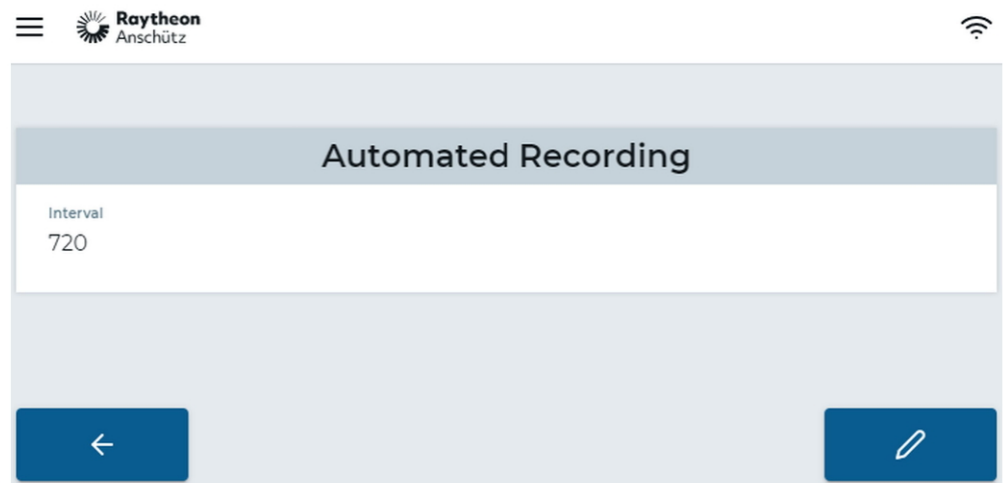 Raytheon
Anschütz
Automated Recording
Interval
720